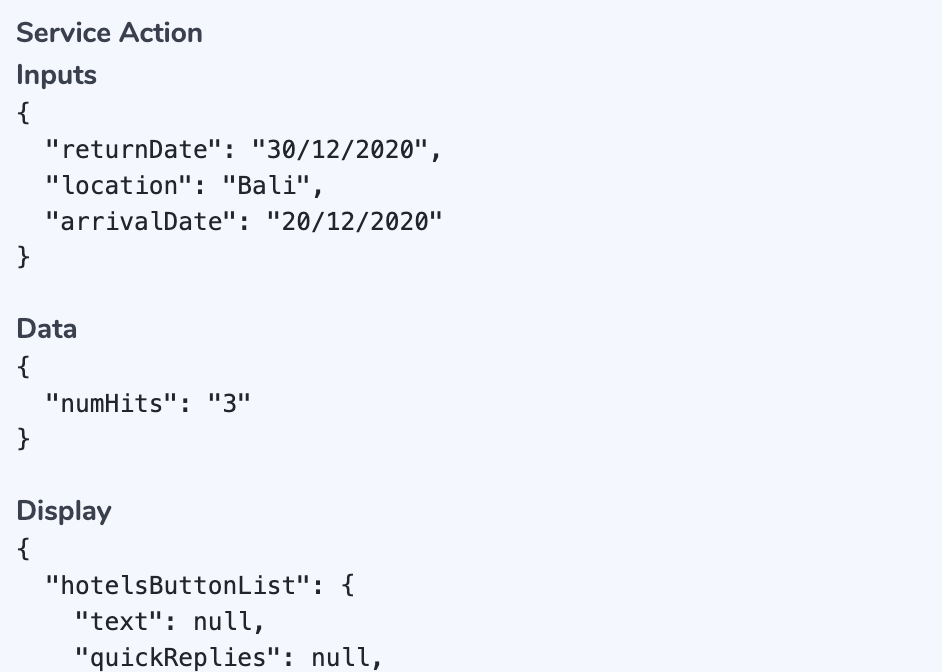 Service Action
Inputs
{
  "returnDate": "30/12/2020",
  "location": "Bali",
  "arrivalDate": "20/12/2020"
}
Data
{
  "numHits": "3"
}
Display
{
  "hotelsButtonList": {
    "text": null,
    "quickReplies": null,